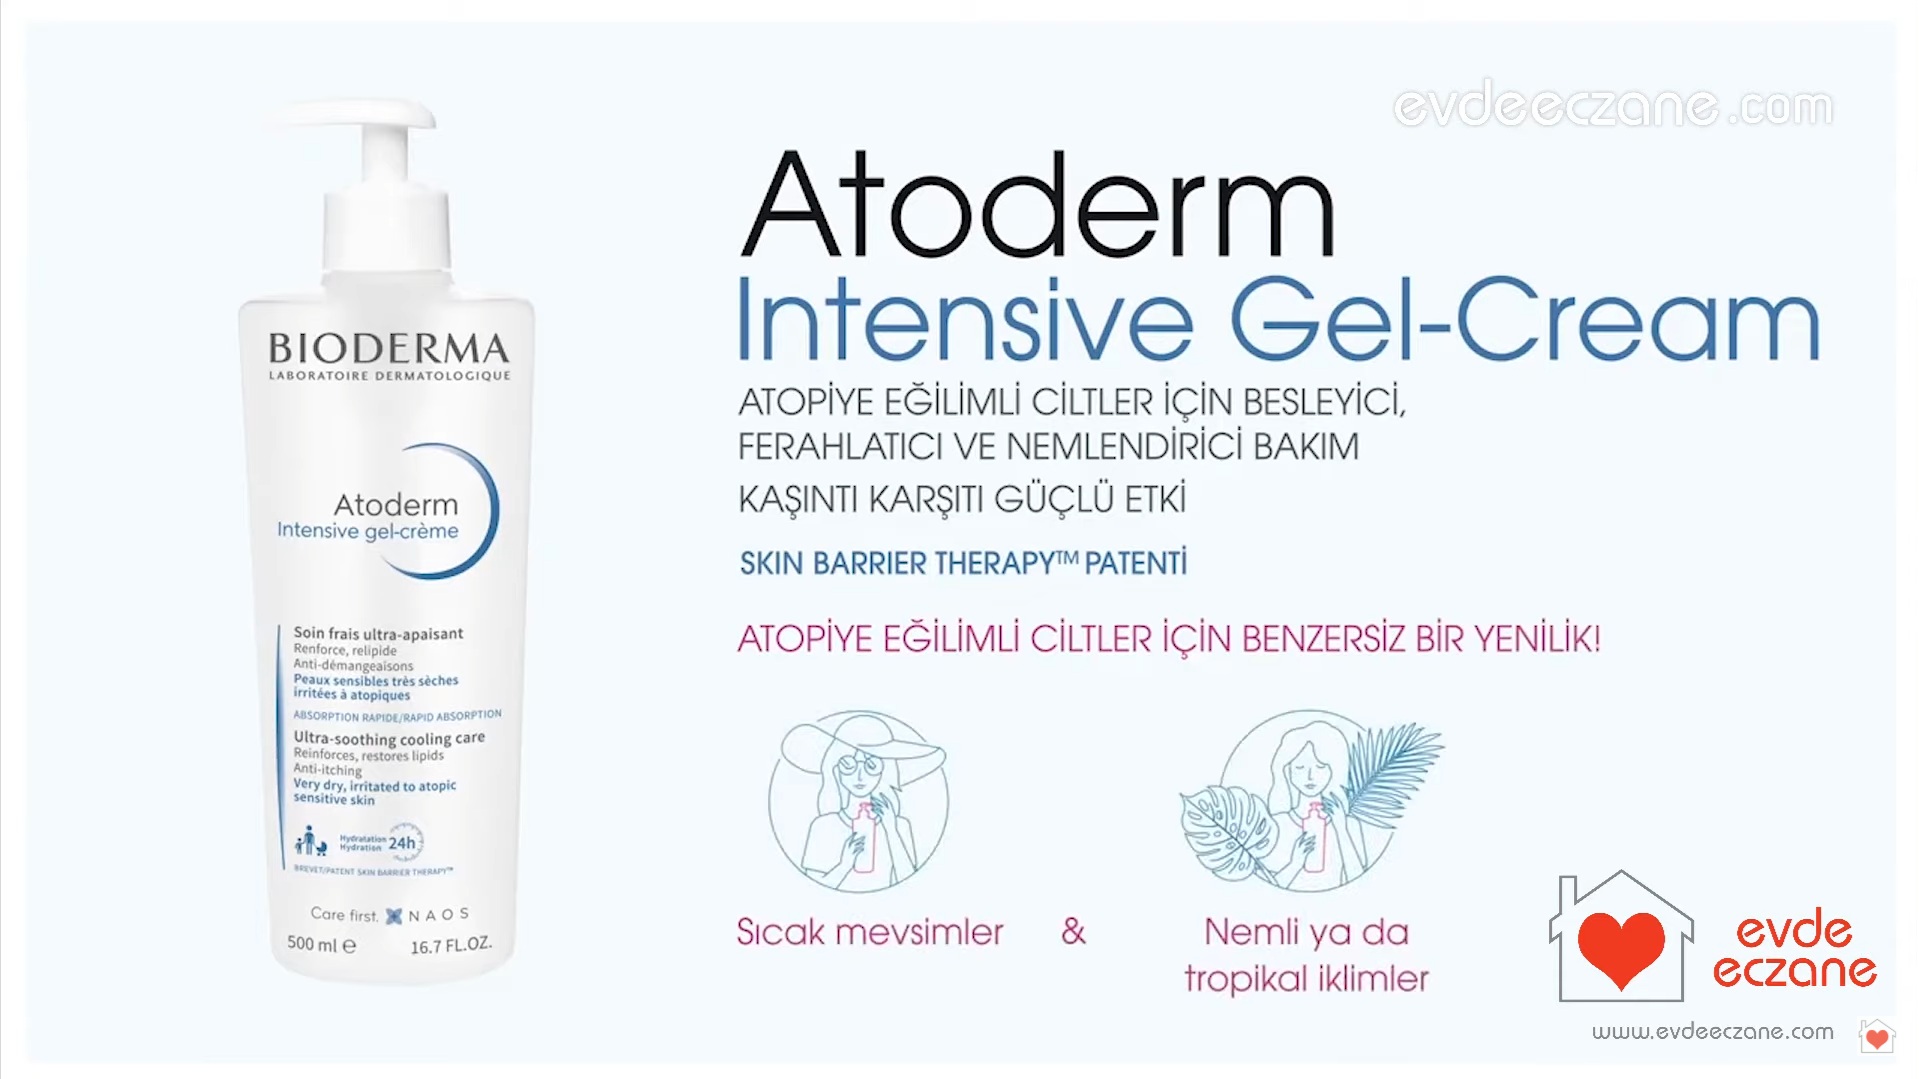 evdeeczane.com
Atoderm
Intensive Gel-Cream
ATOPİYE EĞİLİMLİ CİLTLER İÇİN BESLEYİCİ,
FERAHLATICI VE NEMLENDİRİCİ BAKIM
KAŞINTI KARŞITI GÜÇLÜ ETKİ
SKIN BARRIER THERAPY™ PATENTİ
ATOPİYE EĞİLİMLİ CİLTLER İÇİN BENZERSİZ BİR YENİLİK!
Sıcak mevsimler & Nemli ya da
tropikal iklimler
BIODERMA
LABORATOIRE DERMATOLOGIQUE
Atoderm
Intensive gel-crème
Soin frais ultra-apaisant
Renforce, relipide
Anti-démangeaisons
Peaux sensibles très sèches
irritées à atopiques
ABSORPTION RAPIDE/RAPID ABSORPTION
Ultra-soothing cooling care
Reinforces, restores lipids
Anti-itching
Very dry, irritated to atopic
sensitive skin
Hydratation
Hydration 24h
BREVET/PATENT SKIN BARRIER THERAPY™
Care first. NAOS
500 ml ℮ 16.7 FL.OZ.
evde
eczane
www.evdeeczane.com